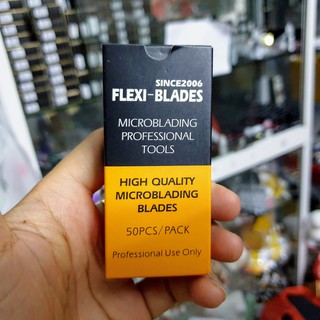 SINCE2006
FLEXI-BLADES
MICROBLADING
PROFESSIONAL
TOOLS
HIGH QUALITY
MICROBLADING
BLADES
50PCS/PACK
Professional Use Only